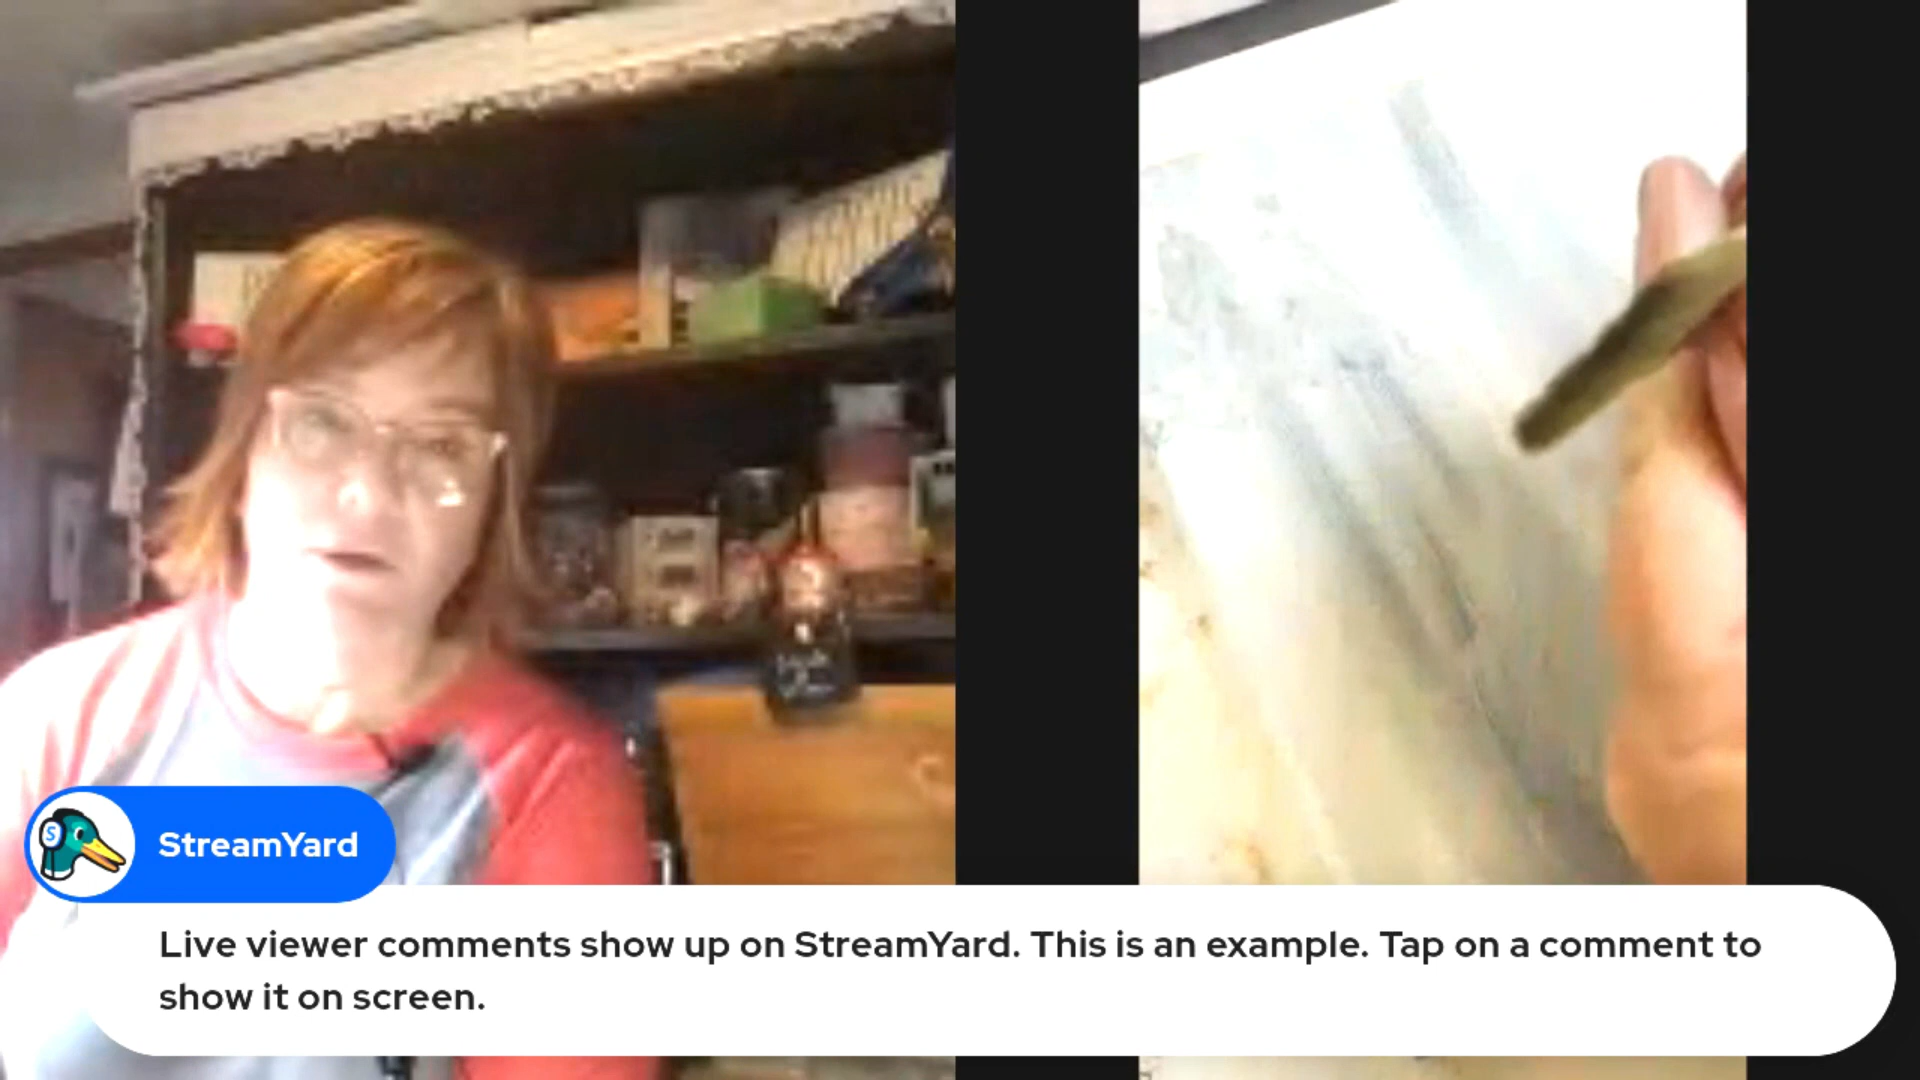 StreamYard
Live viewer comments show up on StreamYard. This is an example. Tap on a comment to
show it on screen.